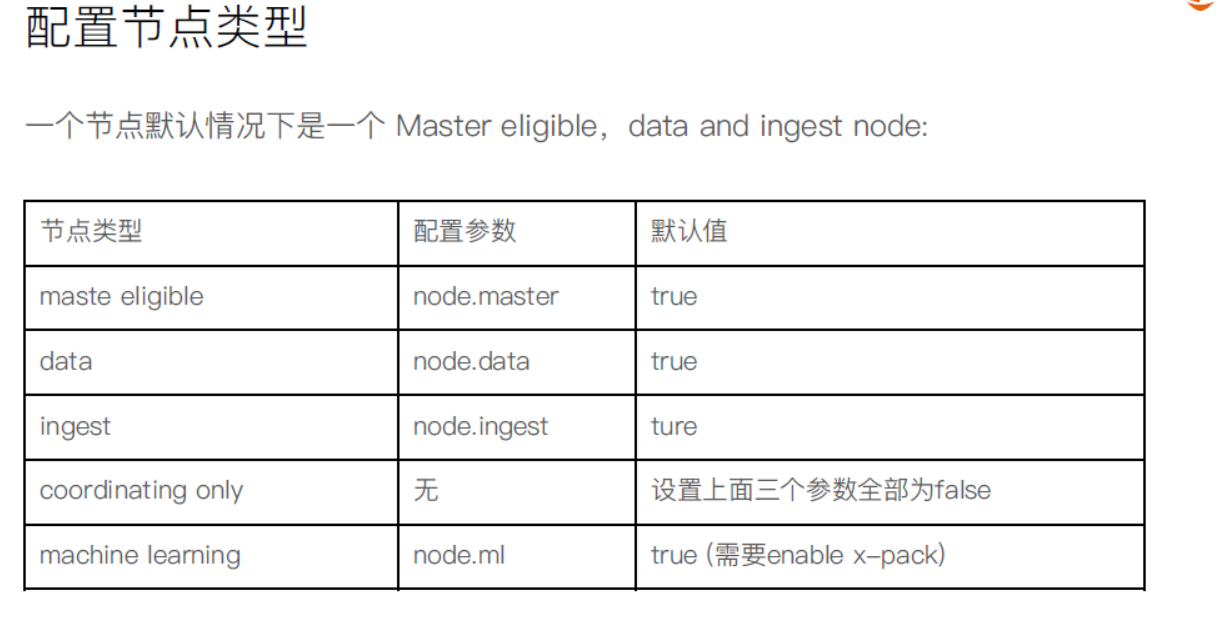 配置节点类型
一个节点默认情况下是一个 Master eligible，data and ingest node:
节点类型 配置参数 默认值
maste eligible node.master true
data node.data true
ingest node.ingest ture
coordinating only 无 设置上面三个参数全部为false
machine learning node.ml true (需要enable x-pack)